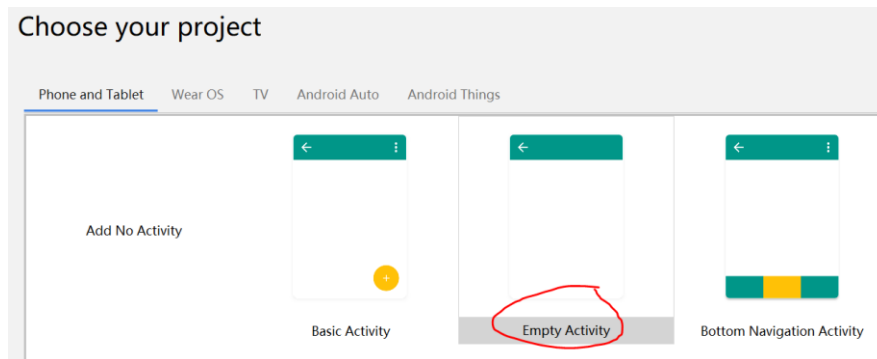 Choose your project
Phone and Tablet Wear OS TV Android Auto Android Things
Add No Activity
Basic Activity Empty Activity Bottom Navigation Activity